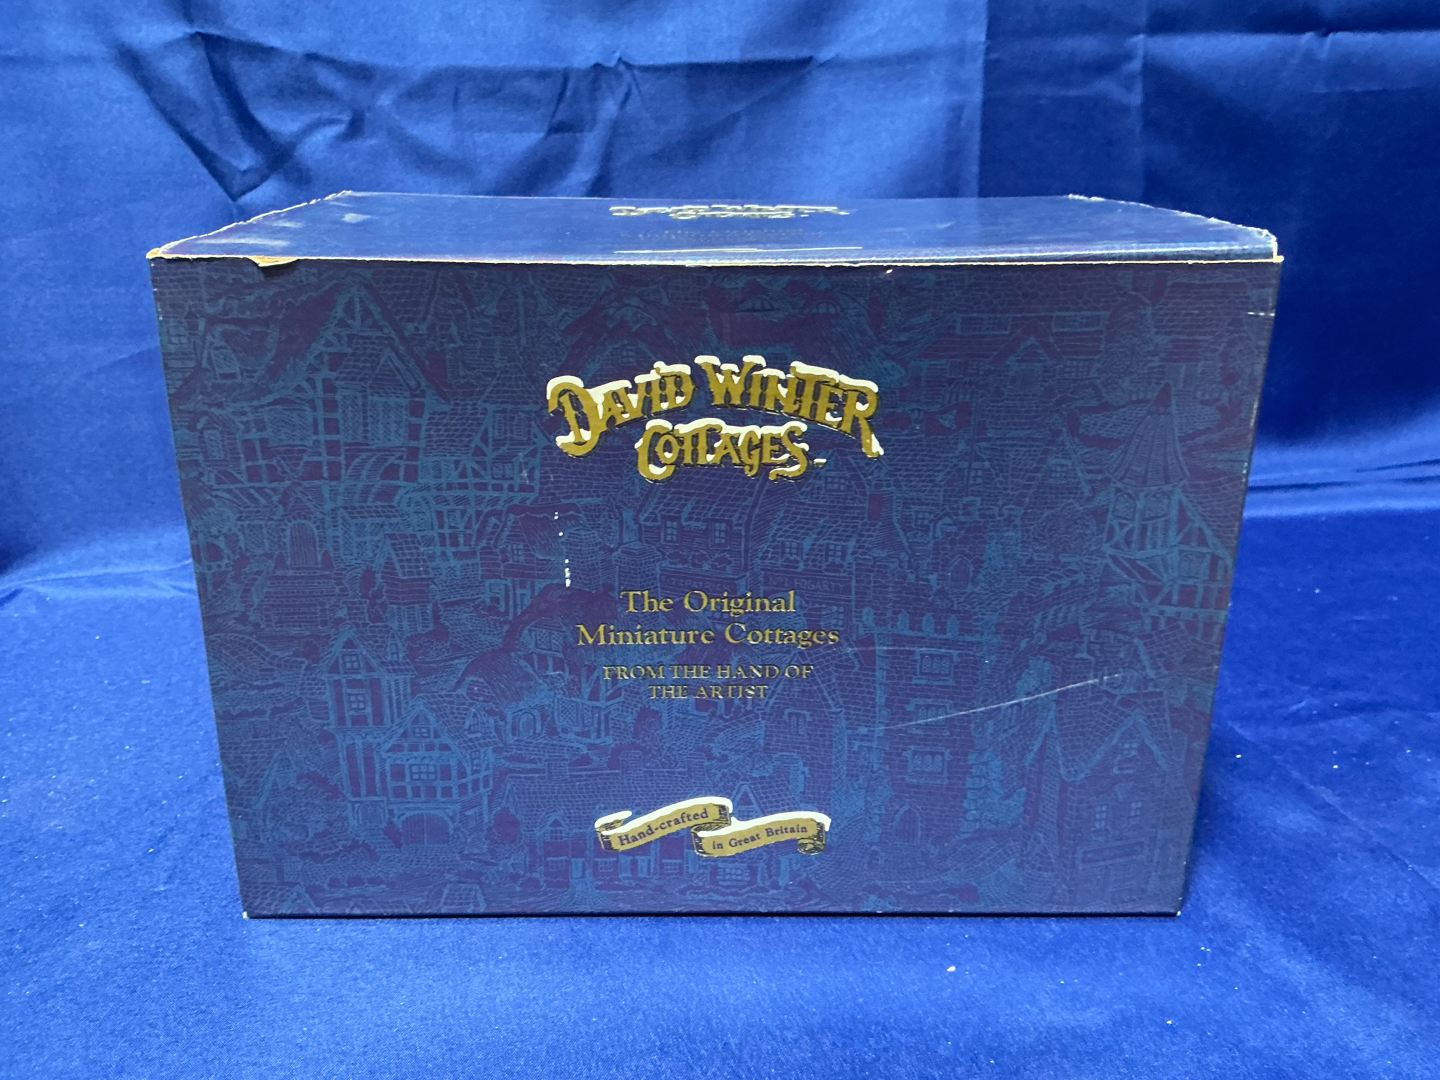 DAVID WINTER
COTTAGES
The Original
Miniature Cottages
FROM THE HAND OF
THE ARTIST
Hand-crafted
in Great Britain